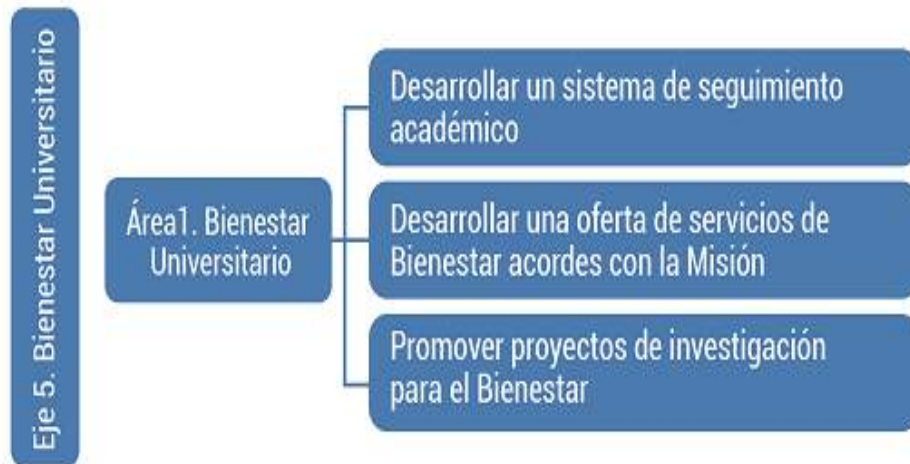 Eje 5. Bienestar Universitario
Área1. Bienestar
Universitario
Desarrollar un sistema de seguimiento
académico
Desarrollar una oferta de servicios de
Bienestar acordes con la Misión
Promover proyectos de investigación
para el Bienestar